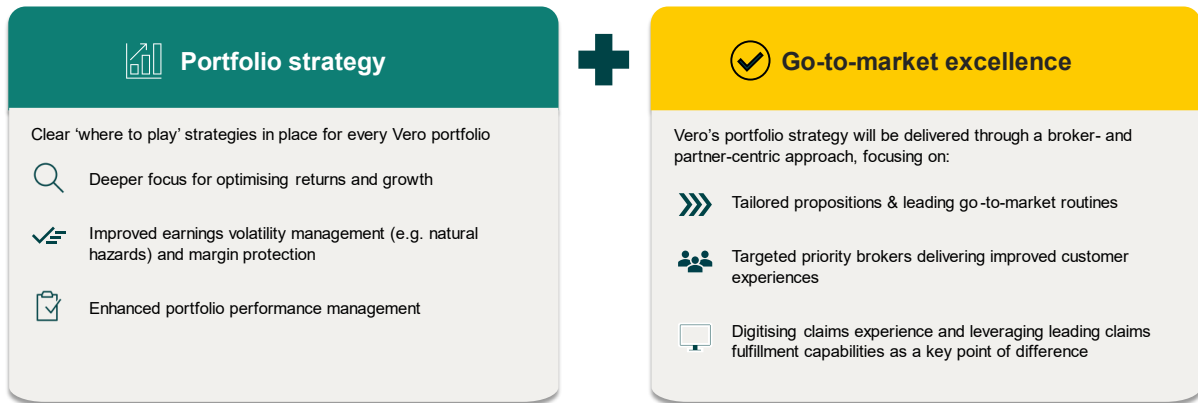 Portfolio strategy
Clear ‘where to play’ strategies in place for every Vero portfolio
Deeper focus for optimising returns and growth
Improved earnings volatility management (e.g. natural
hazards) and margin protection
Enhanced portfolio performance management
Go-to-market excellence
Vero’s portfolio strategy will be delivered through a broker- and
partner-centric approach, focusing on:
Tailored propositions & leading go-to-market routines
Targeted priority brokers delivering improved customer
experiences
Digitising claims experience and leveraging leading claims
fulfillment capabilities as a key point of difference